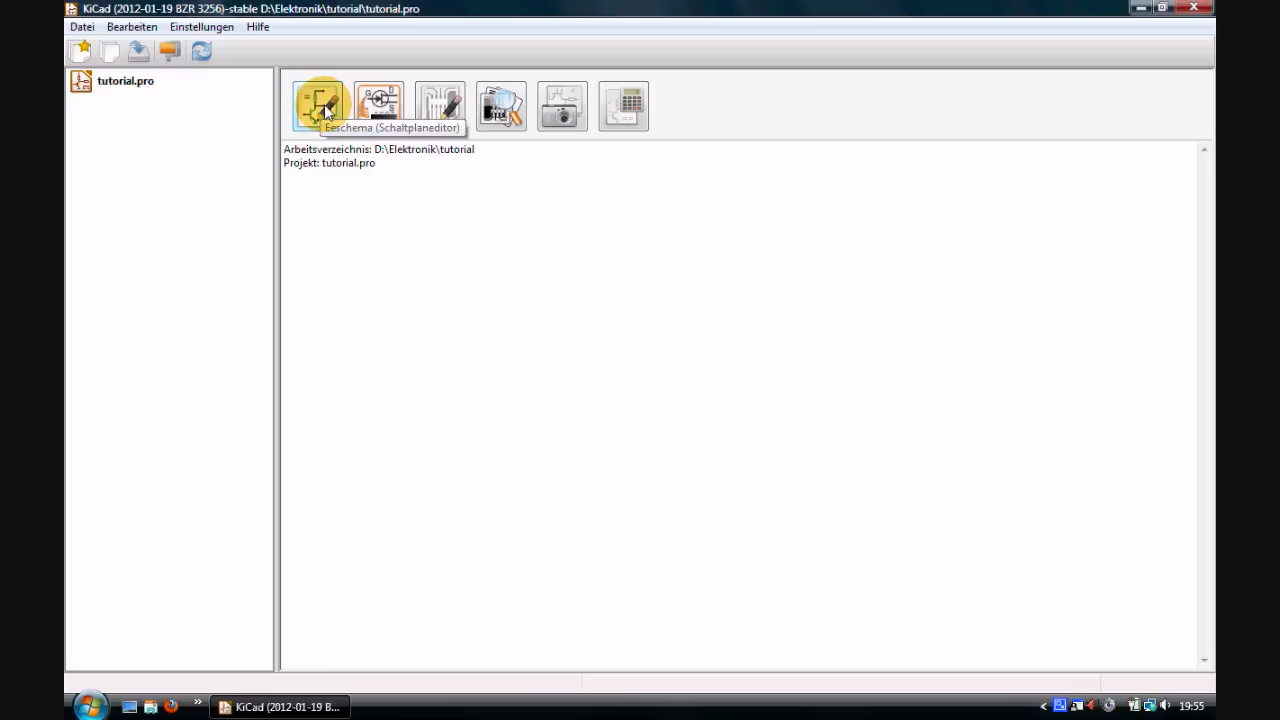 KiCad (2012-01-19 BZR 3256)-stable D:\Elektronik\tutorial\tutorial.pro
Datei Bearbeiten Einstellungen Hilfe
tutorial.pro
G D
S
Eeschema (Schaltplaneditor)
Arbeitsverzeichnis: D:\Elektronik\tutorial
Projekt: tutorial.pro
KiCad (2012-01-19 B...
19:55